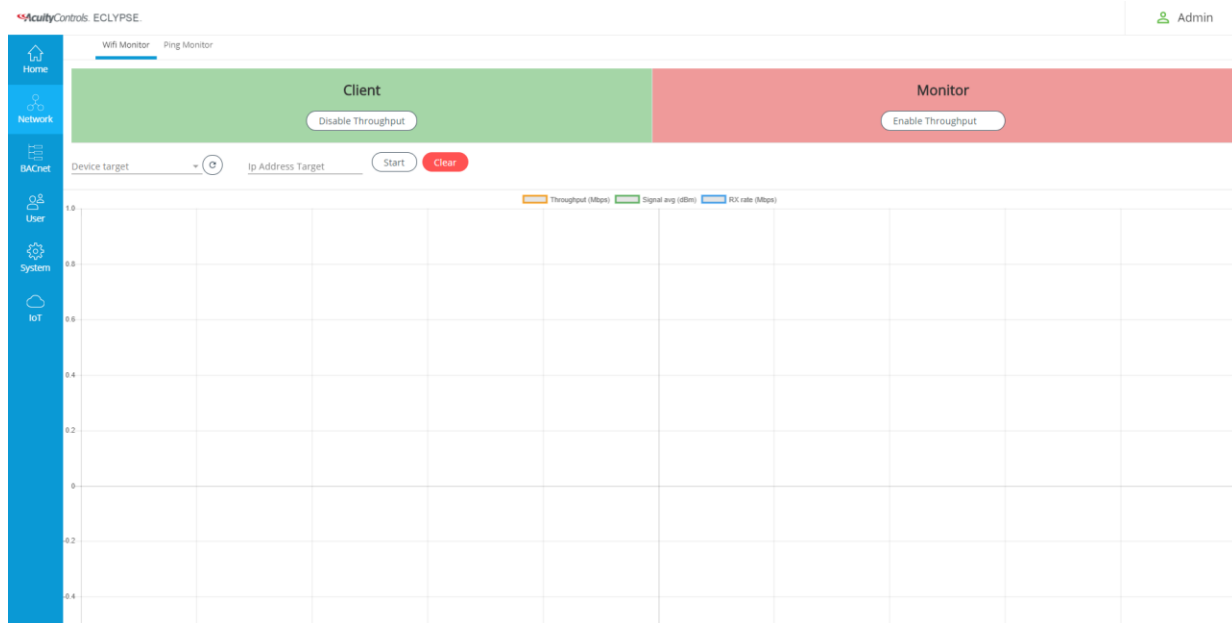 AcuityControls. ECLYPSE.
Admin
Home
Network
BACnet
User
System
IoT
Wifi Monitor Ping Monitor
Client
Disable Throughput
Monitor
Enable Throughput
Device target
Ip Address Target
Start
Clear
Throughput (Mbps) Signal avg (dBm) RX rate (Mbps)
1.0
0.8
0.6
0.4
0.2
0
-0.2
-0.4